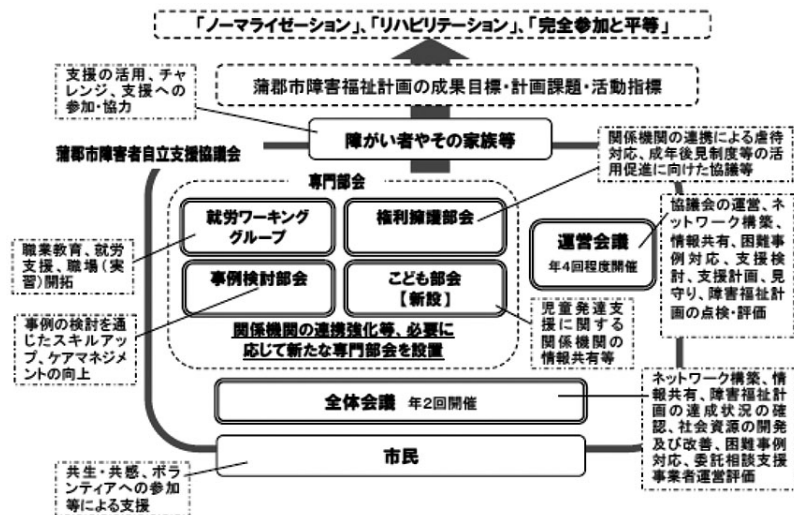 「ノーマライゼーション」、「リハビリテーション」、「完全参加と平等」
支援の活用、チャ
レンジ、支援への
参加・協力
蒲郡市障害福祉計画の成果目標・計画課題・活動指標
障がい者やその家族等
蒲郡市障害者自立支援協議会
関係機関の連携による虐待
対応、成年後見制度等の活
用促進に向けた協議等
専門部会
就労ワーキング
グループ
権利擁護部会
運営会議
年4回程度開催
協議会の運営、ネ
ットワーク構築、
情報共有、困難事
例対応、支援検
討、支援計画、見
守り、障害福祉計
画の点検・評価
職業教育、就労
支援、職場(実
習)開拓
事例検討部会
こども部会
【新設】
児童発達支
援に関する
関係機関の
情報共有等
事例の検討を通
じたスキルアッ
プ、ケアマネジメ
ントの向上
関係機関の連携強化等、必要に
応じて新たな専門部会を設置
全体会議 年2回開催
ネットワーク構築、情
報共有、障害福祉計
画の達成状況の確
認、社会資源の開発
及び改善、困難事例
対応、委託相談支援
事業者運営評価
市民
共生・共感、ボラ
ンティアへの参加
等による支援